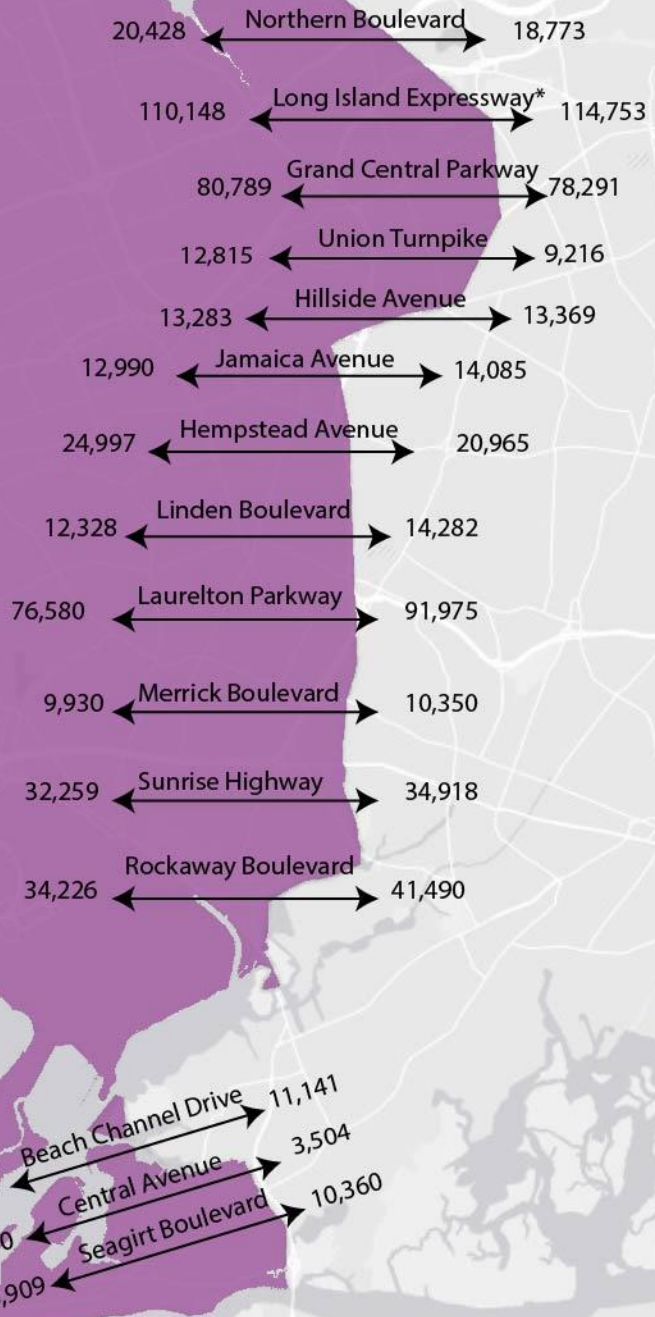 Northern Boulevard
20,428 18,773
Long Island Expressway*
110,148 114,753
Grand Central Parkway
80,789 78,291
Union Turnpike
12,815 9,216
Hillside Avenue
13,283 13,369
Jamaica Avenue
12,990 14,085
Hempstead Avenue
24,997 20,965
Linden Boulevard
12,328 14,282
Laurelton Parkway
76,580 91,975
Merrick Boulevard
9,930 10,350
Sunrise Highway
32,259 34,918
Rockaway Boulevard
34,226 41,490
Beach Channel Drive 11,141
Central Avenue 3,504
0
Seagirt Boulevard 10,360
,909